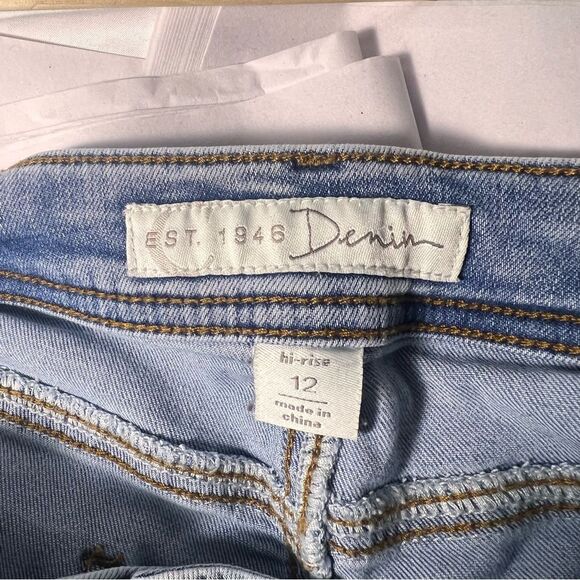 EST. 1946 Denim
hi-rise
12
made in
china